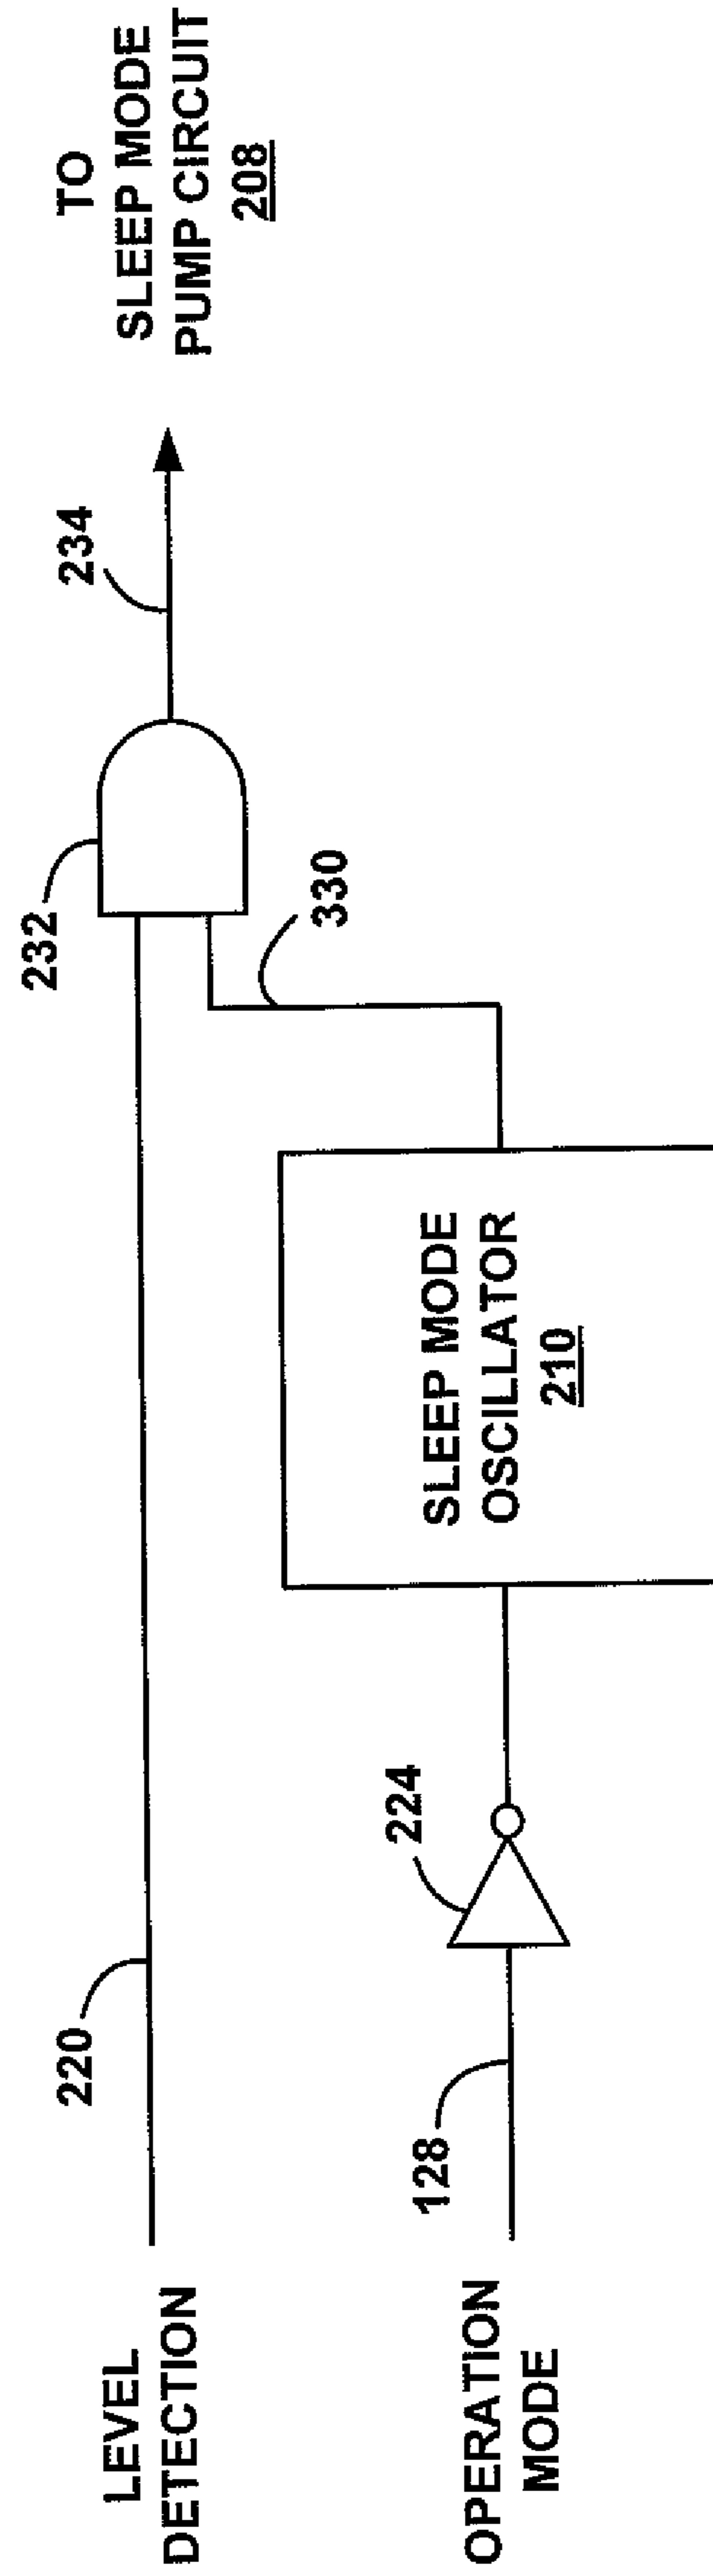 LEVEL
DETECTION
220
232
234
TO
SLEEP MODE
PUMP CIRCUIT
208
330
OPERATION
MODE
128
224
SLEEP MODE
OSCILLATOR
210